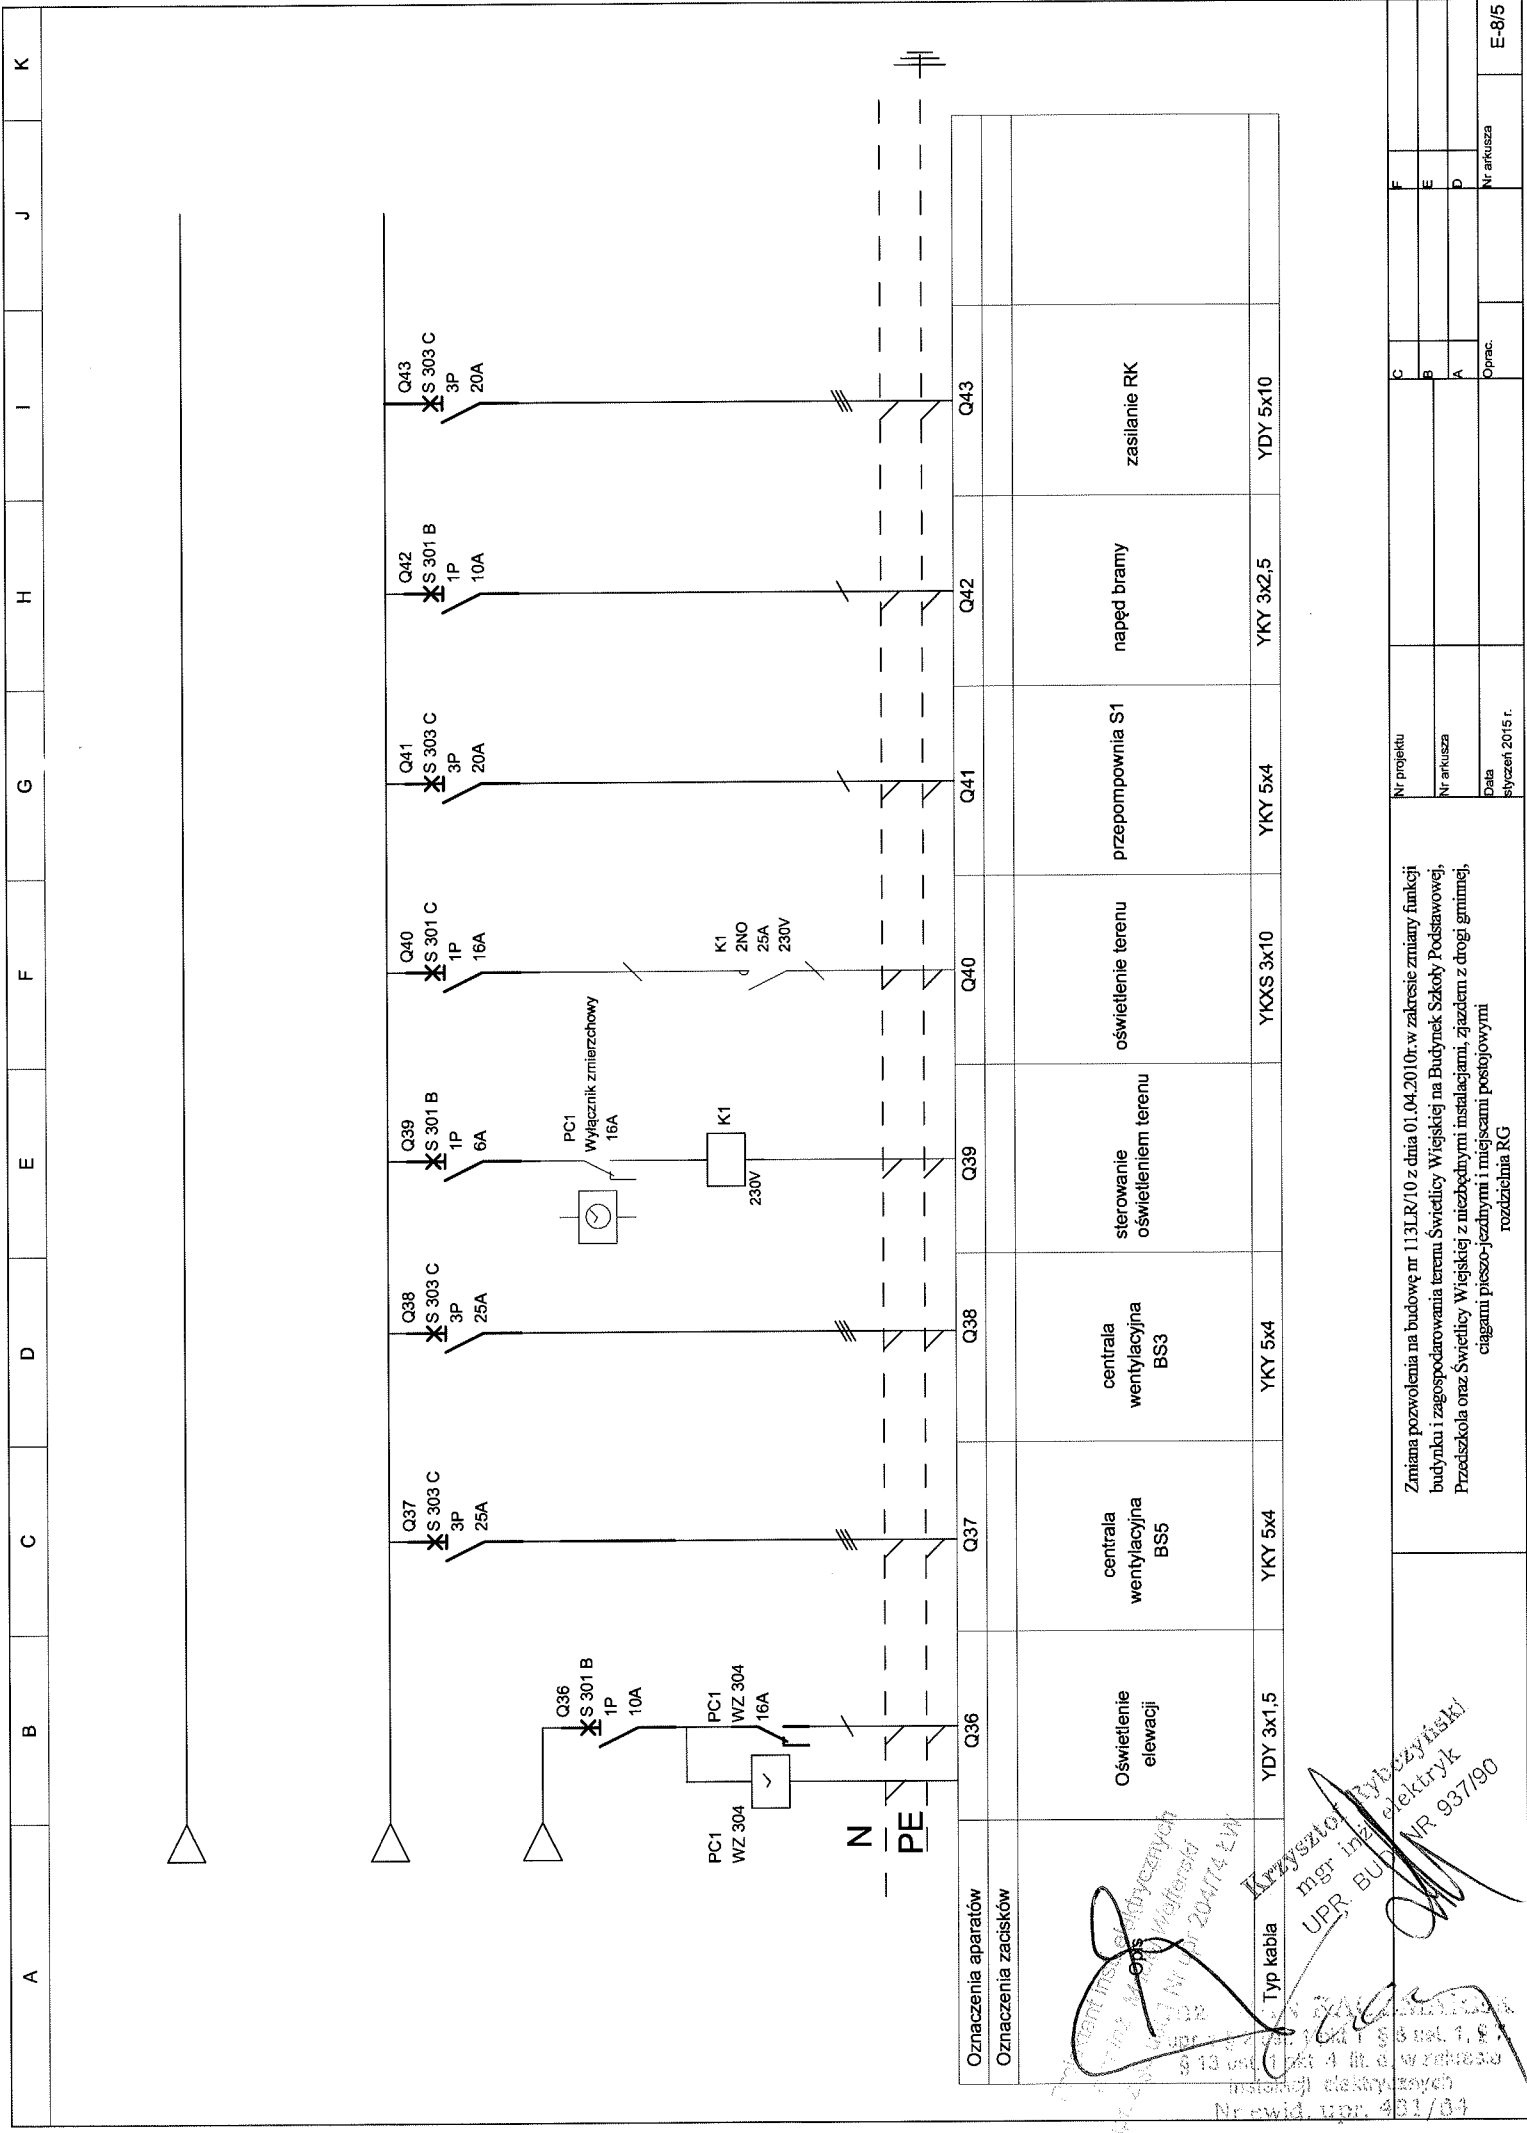 A
B
C
D
E
F
G
H
I
J
K
Q36
S 301 B
1P
10A
PC1
WZ 304
16A
PC1
WZ 304
Q37
S 303 C
3P
25A
Q38
S 303 C
3P
25A
Q39
S 301 B
1P
6A
PC1
Wyłącznik zmierzchowy
16A
K1
230V
Q40
S 301 C
1P
16A
K1
2NO
25A
230V
Q41
S 303 C
3P
20A
Q42
S 301 B
1P
10A
Q43
S 303 C
3P
20A
N
PE
Oznaczenia aparatów
Q36
Q37
Q38
Q39
Q40
Q41
Q42
Q43
Oznaczenia zacisków
Opis
Oświetlenie
elewacji
centrala
wentylacyjna
BS5
centrala
wentylacyjna
BS3
sterowanie
oświetleniem terenu
oświetlenie terenu
przepompownia S1
napęd bramy
zasilanie RK
Typ kabla
YDY 3x1,5
YKY 5x4
YKY 5x4
YKXS 3x10
YKY 5x4
YKY 3x2,5
YDY 5x10
Krzysztof Rybczyński
mgr inż. elektryk
UPR. BUD. NR 937/90
instalacji elektrycznych
Nr ewid. upr. 431/84
Zmiana pozwolenia na budowę nr 113LR/10 z dnia 01.04.2010r.w zakresie zmiany funkcji
budynku i zagospodarowania terenu Świetlicy Wiejskiej na Budynek Szkoły Podstawowej,
Przedszkola oraz Świetlicy Wiejskiej z niezbędnymi instalacjami, zjazdem z drogi gminnej,
ciągami pieszo-jezdnymi i miejscami postojowymi
rozdzielnia RG
Nr projektu
Nr arkusza
Data
styczeń 2015 r.
C
B
A
Oprac.
F
E
D
Nr arkusza
E-8/5